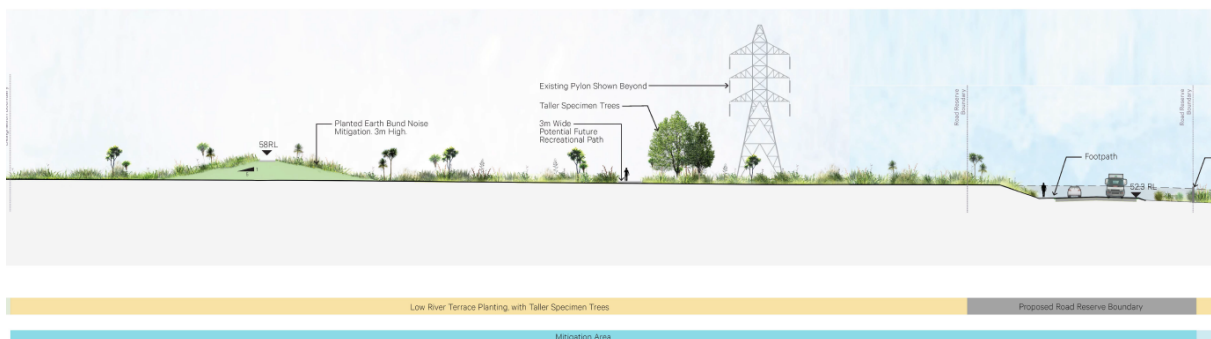 Existing Pylon Shown Beyond
Taller Specimen Trees
3m Wide
Potential Future
Recreational Path
Planted Earth Bund Noise
Mitigation. 3m High.
58RL
Road Reserve
Boundary
Road Reserve
Boundary
Footpath
52.3 RL
Low River Terrace Planting, with Taller Specimen Trees
Proposed Road Reserve Boundary
Mitigation Area